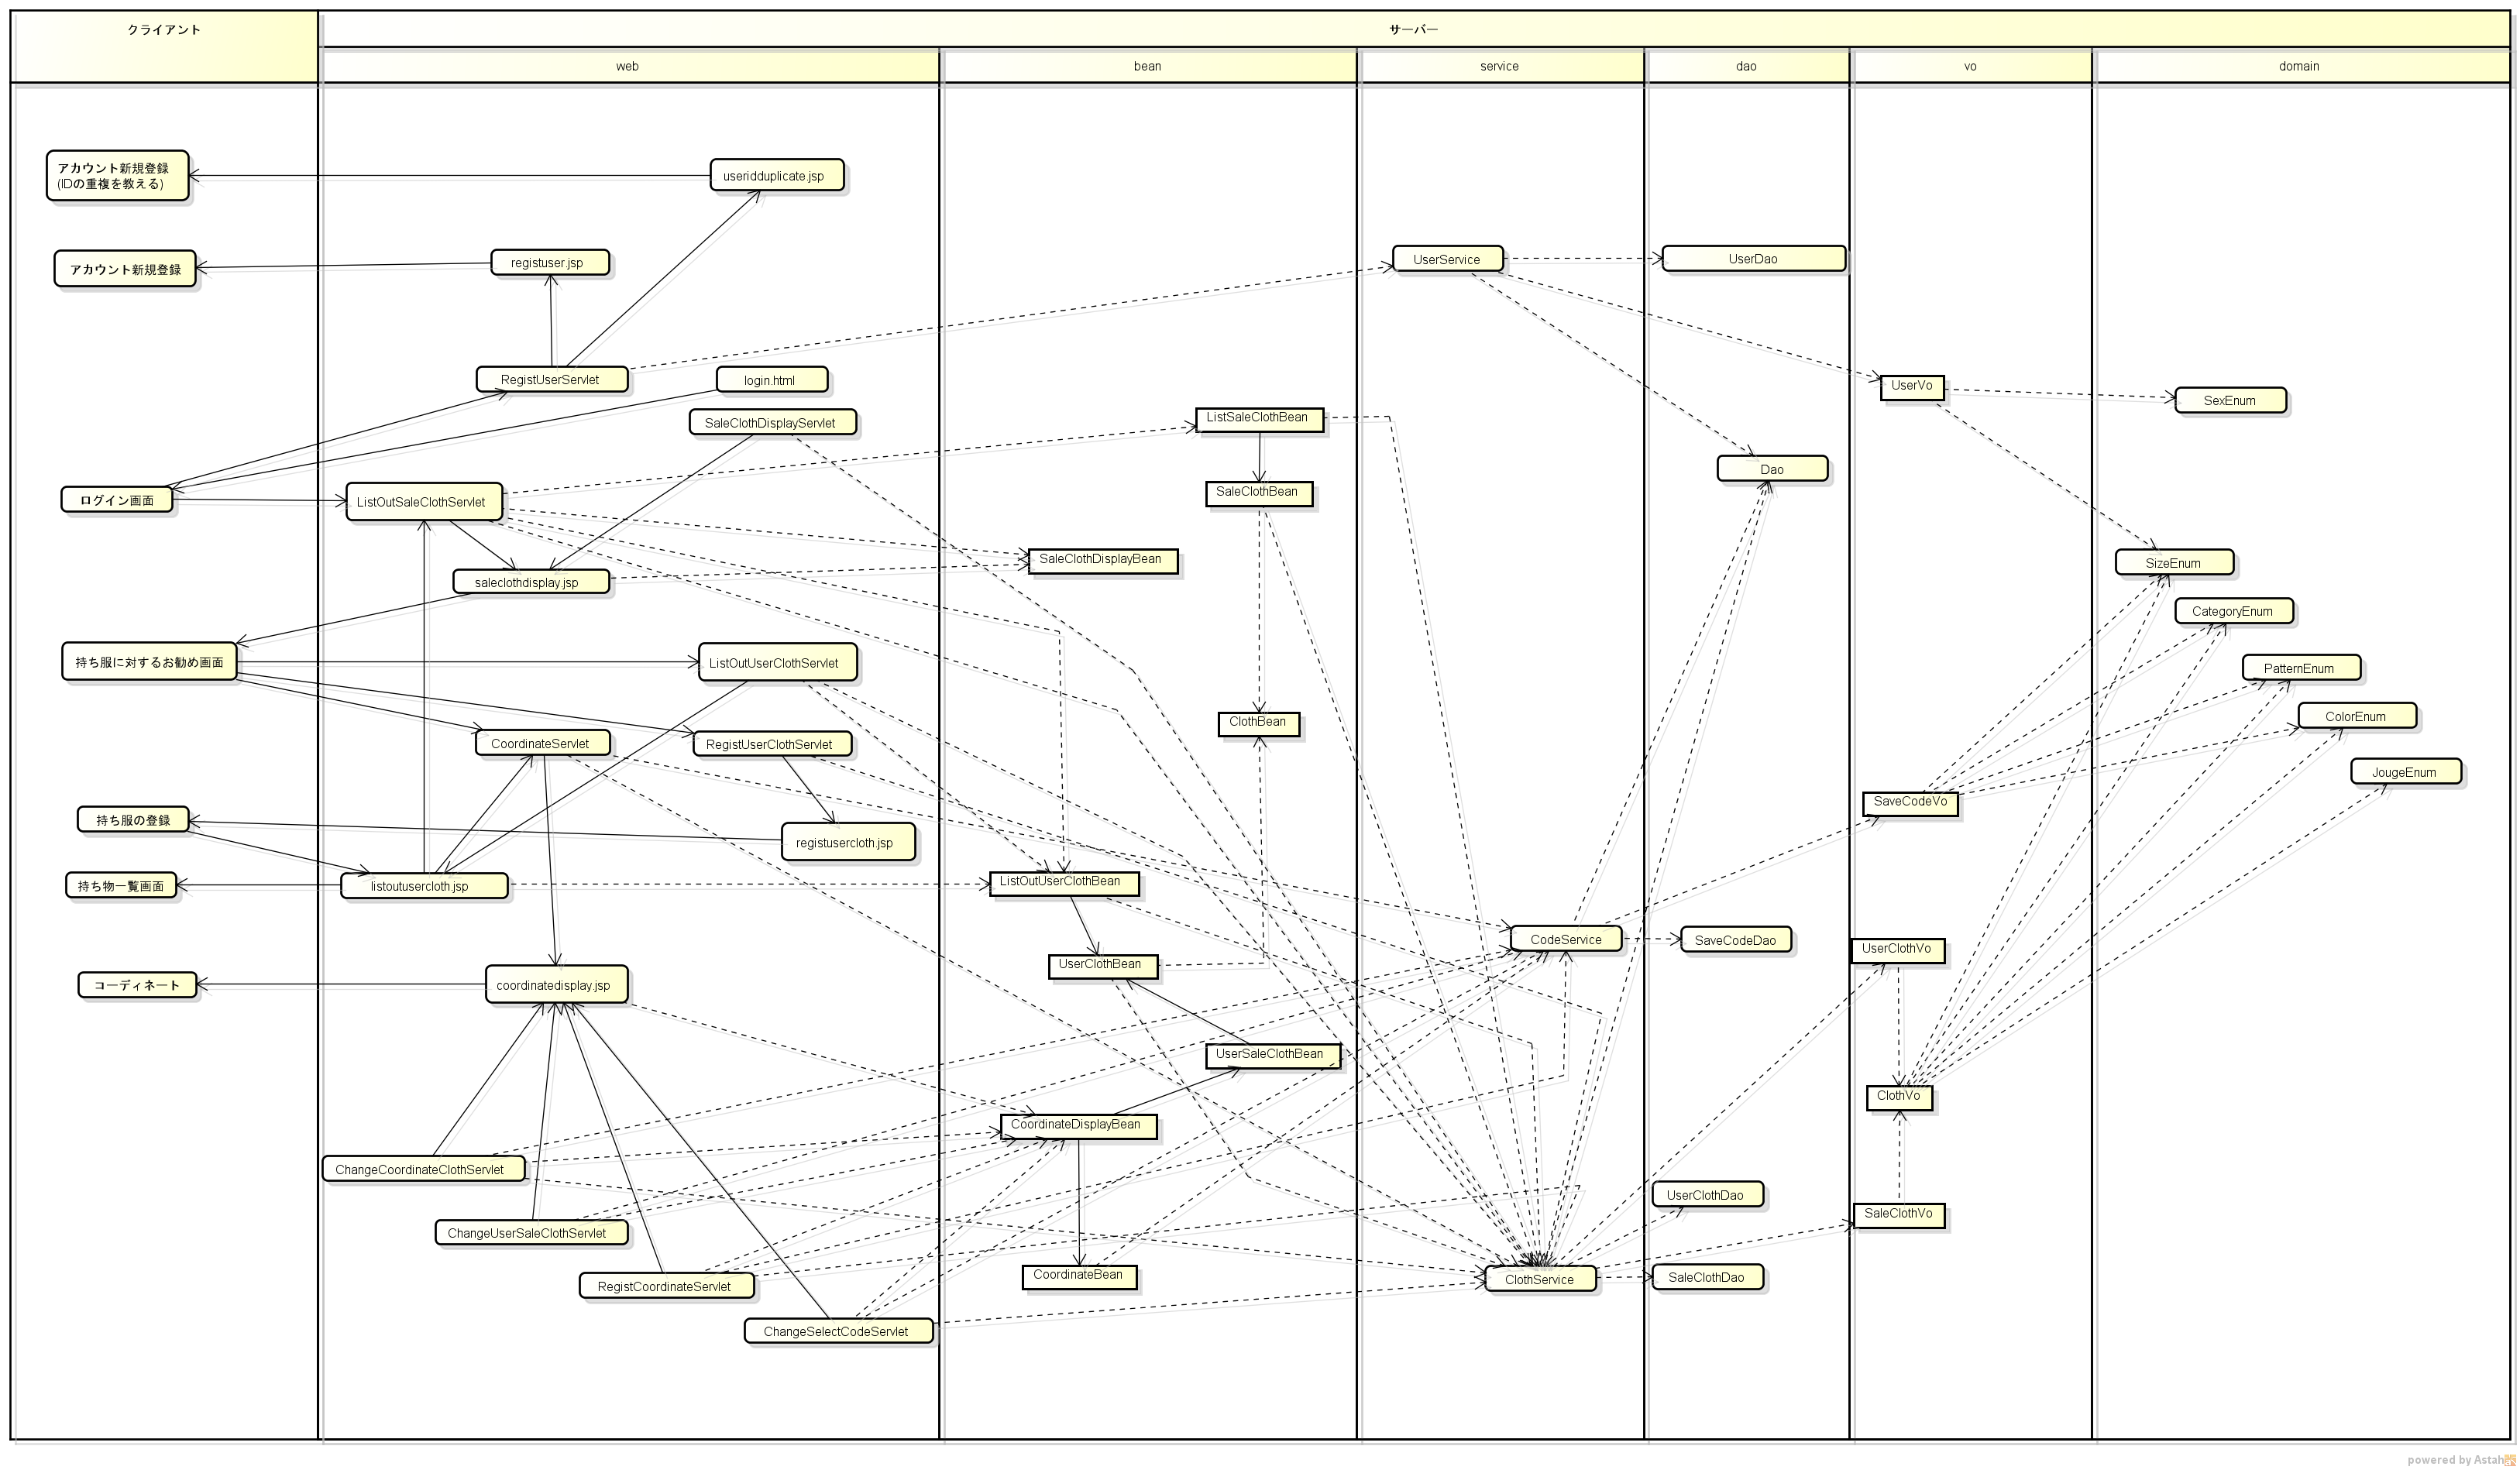 クライアント
サーバー
web
bean
service
dao
vo
domain
アカウント新規登録
(IDの重複を教える)
useridduplicate.jsp
アカウント新規登録
registuser.jsp
UserService
UserDao
RegistUserServlet
login.html
UserVo
SexEnum
SaleClothDisplayServlet
ListSaleClothBean
Dao
ログイン画面
ListOutSaleClothServlet
SaleClothBean
saleclothdisplay.jsp
SaleClothDisplayBean
SizeEnum
CategoryEnum
持ち服に対するお勧め画面
ListOutUserClothServlet
PatternEnum
CoordinateServlet
RegistUserClothServlet
ClothBean
ColorEnum
JougeEnum
持ち服の登録
registusercloth.jsp
SaveCodeVo
持ち物一覧画面
listoutusercloth.jsp
ListOutUserClothBean
CodeService
SaveCodeDao
UserClothVo
UserClothBean
コーディネート
coordinatedisplay.jsp
UserSaleClothBean
ClothVo
CoordinateDisplayBean
ChangeCoordinateClothServlet
UserClothDao
SaleClothVo
ChangeUserSaleClothServlet
RegistCoordinateServlet
CoordinateBean
ClothService
SaleClothDao
ChangeSelectCodeServlet
powered by Astah